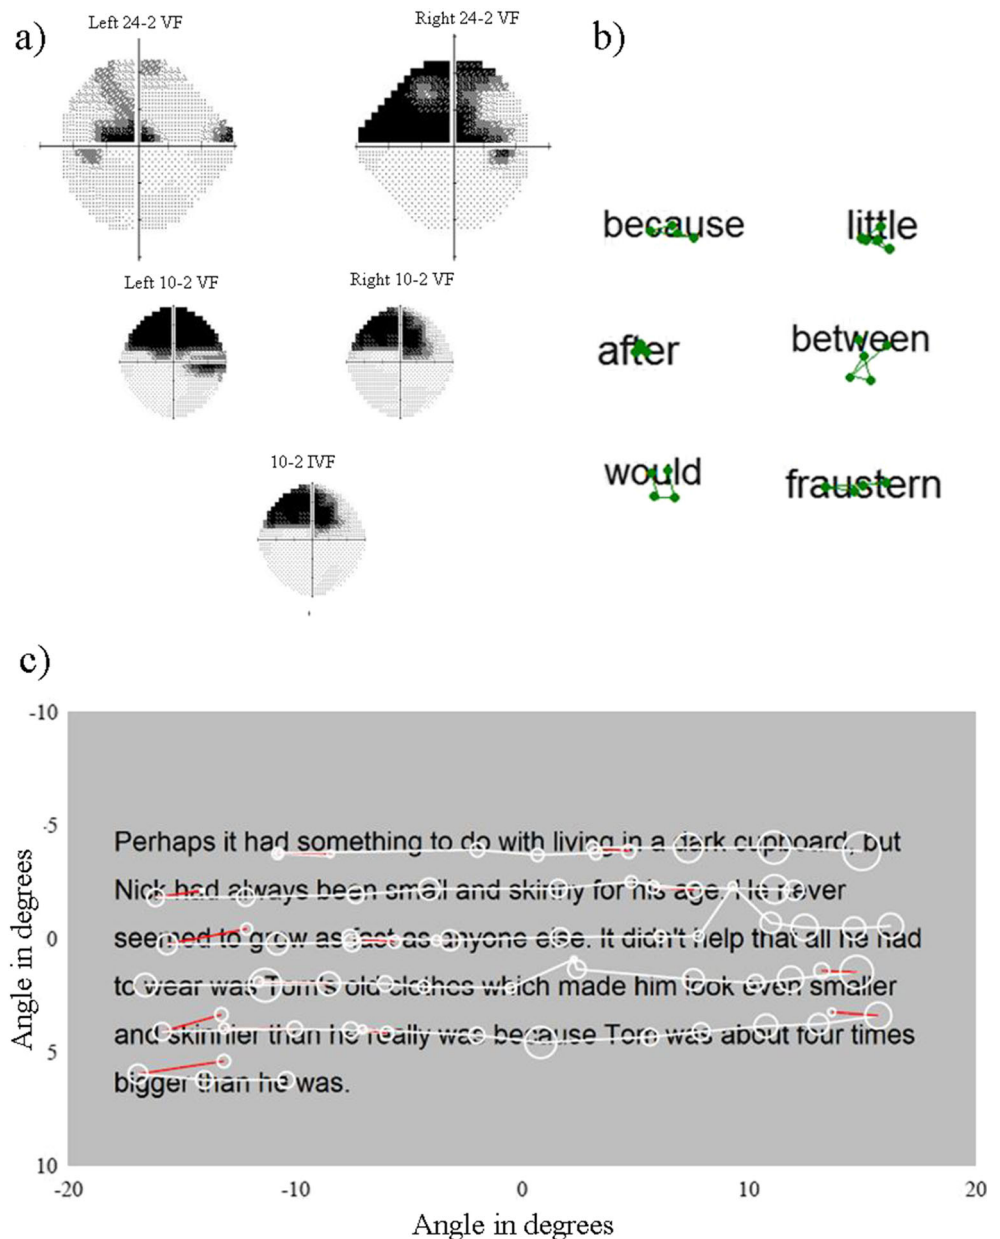 a)
Left 24-2 VF
Right 24-2 VF
b)
Left 10-2 VF
Right 10-2 VF
10-2 IVF
because
little
after
between
would
fraustern
c)
-10
-5
0
5
10
Angle in degrees
Perhaps it had something to do with living in a dark cupboard, but
Nick had always been small and skinny for his age. He never
seemed to grow as fast as anyone else. It didn't help that all he had
to wear was Tom's old clothes which made him look even smaller
and skinnier than he really was because Tom was about four times
bigger than he was.
-20
-10
0
10
20
Angle in degrees